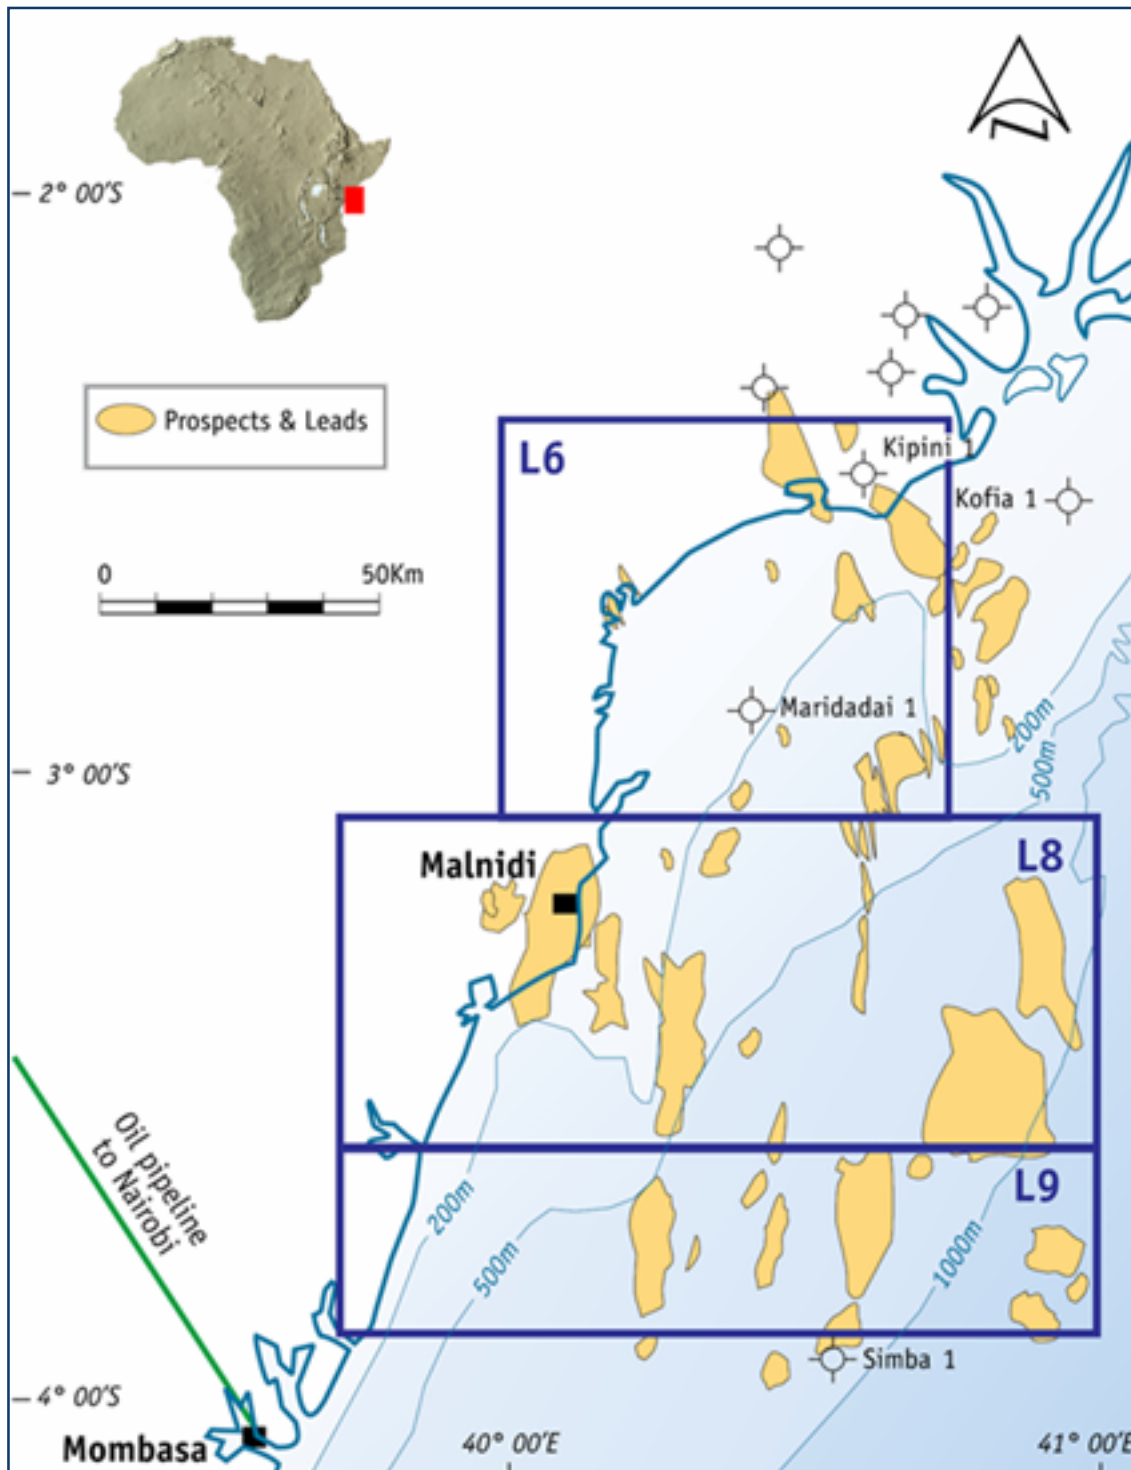 2° 00'S
Prospects & Leads
L6
Kipini 1
Kofia 1
0 50Km
Maridadai 1
200m
500m
3° 00'S
Malnidi
L8
Oil pipeline
to Nairobi
L9
200m
500m
1000m
Simba 1
4° 00'S
Mombasa
40° 00'E
41° 00'E
N